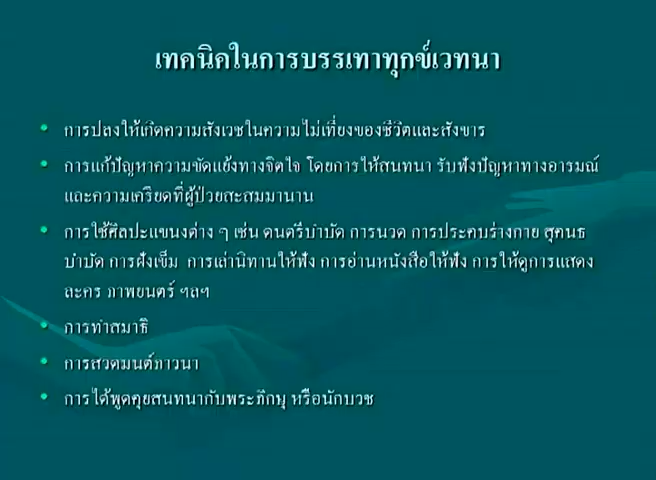 เทคนิคในการบรรเทาทุกข์เวทนา
• การปลงให้เกิดความสังเวชในความไม่เที่ยงของชีวิตและสังขาร
• การแก้ปัญหาความขัดแย้งทางจิตใจ โดยการให้สนทนา รับฟังปัญหาทางอารมณ์
และความเครียดที่ผู้ป่วยสะสมมานาน
• การใช้ศิลปะแขนงต่าง ๆ เช่น ดนตรีบำบัด การนวด การประคบร่างกาย สุคนธ
บำบัด การฝังเข็ม การเล่านิทานให้ฟัง การอ่านหนังสือให้ฟัง การให้ดูการแสดง
ละคร ภาพยนตร์ ฯลฯ
• การทำสมาธิ
• การสวดมนต์ภาวนา
• การได้พูดคุยสนทนากับพระภิกษุ หรือนักบวช